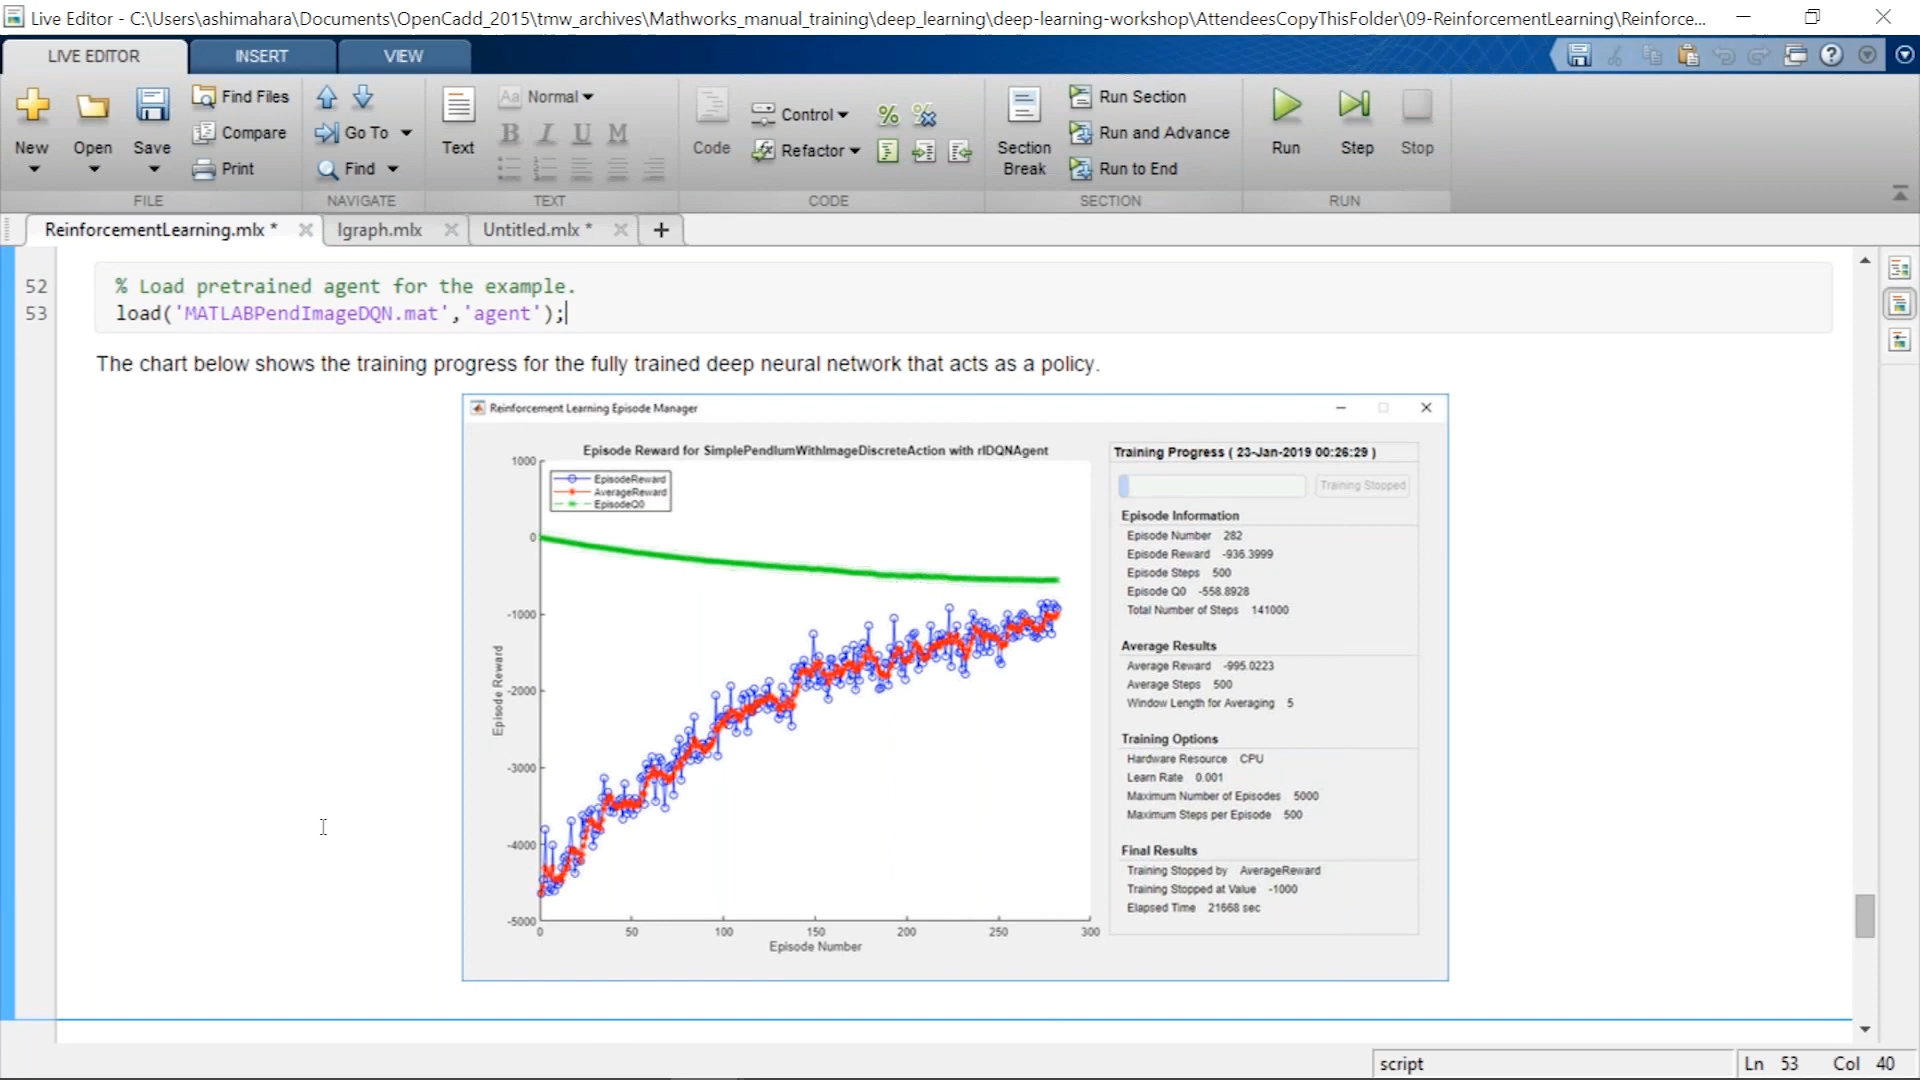 Live Editor - C:\Users\ashimahara\Documents\OpenCadd_2015\tmw_archives\Mathworks_manual_training\deep_learning\deep-learning-workshop\AttendeesCopyThisFolder\09-ReinforcementLearning\Reinforce...
LIVE EDITOR INSERT VIEW
New Open Save Find Files Compare Print
FILE
Go To Find
NAVIGATE
Text Aa Normal B I U M
TEXT
Code Control Refactor
CODE
Section Break Run Section Run and Advance Run to End
SECTION
Run Step Stop
RUN
ReinforcementLearning.mlx * lgraph.mlx Untitled.mlx * +
52 % Load pretrained agent for the example.
53 load('MATLABPendImageDQN.mat','agent');
The chart below shows the training progress for the fully trained deep neural network that acts as a policy.
Reinforcement Learning Episode Manager
Episode Reward for SimplePendlumWithImageDiscreteAction with rlDQNAgent
EpisodeReward
AverageReward
EpisodeQ0
Episode Reward
1000
0
-1000
-2000
-3000
-4000
-5000
0 50 100 150 200 250 300
Episode Number
Training Progress ( 23-Jan-2019 00:26:29 )
Training Stopped
Episode Information
Episode Number 282
Episode Reward -936.3999
Episode Steps 500
Episode Q0 -558.8928
Total Number of Steps 141000
Average Results
Average Reward -995.0223
Average Steps 500
Window Length for Averaging 5
Training Options
Hardware Resource CPU
Learn Rate 0.001
Maximum Number of Episodes 5000
Maximum Steps per Episode 500
Final Results
Training Stopped by AverageReward
Training Stopped at Value -1000
Elapsed Time 21668 sec
script Ln 53 Col 40